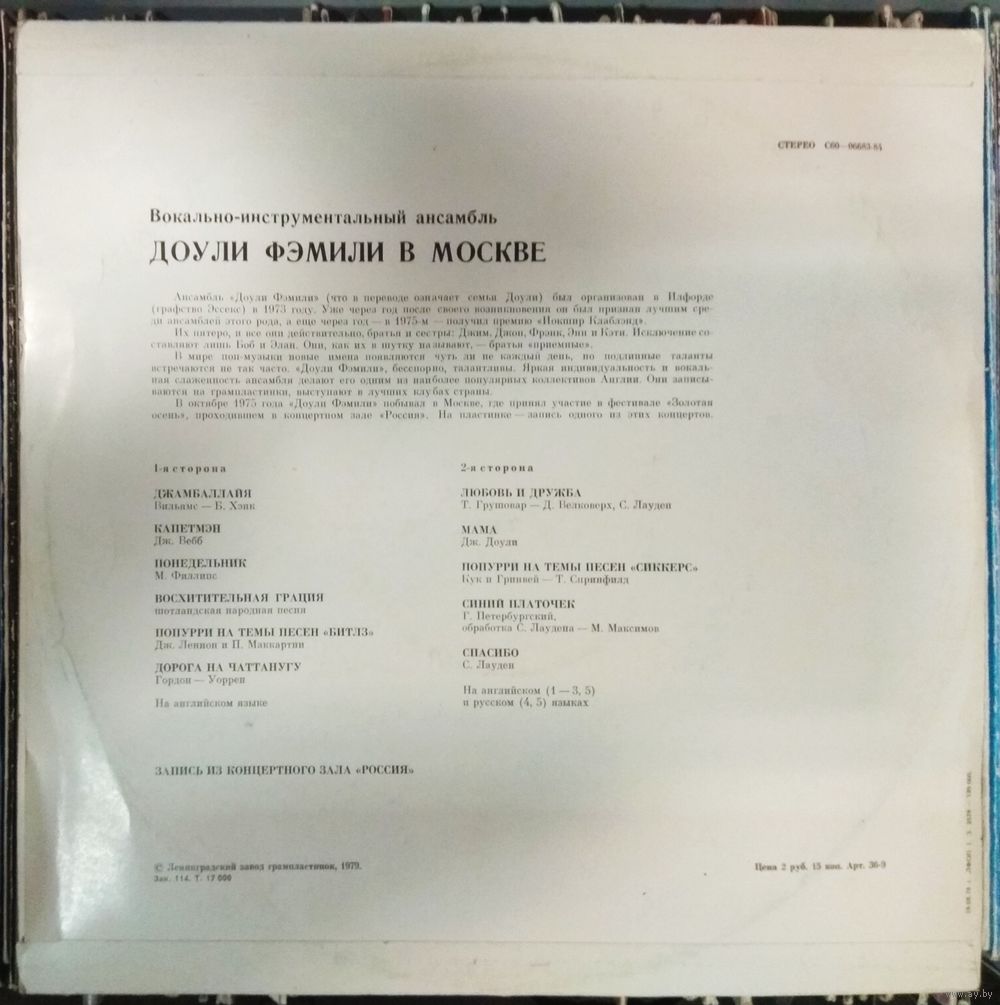 СТЕРЕО С60—06683-84
Вокально-инструментальный ансамбль
ДОУЛИ ФЭМИЛИ В МОСКВЕ
Ансамбль «Доули Фэмили» (что в переводе означает семья Доули) был организован в Илфорде
(графство Эссекс) в 1973 году. Уже через год после своего возникновения он был признан лучшим сре-
ди ансамблей этого рода, а еще через год — в 1975-м — получил премию «Йокшир Клаблэнд».
Их пятеро, и все они действительно, братья и сестры: Джим, Джон, Фрэнк, Энн и Кэти. Исключение со-
ставляют лишь Боб и Элан. Они, как их в шутку называют, — братья «приемные».
В мире поп-музыки новые имена появляются чуть ли не каждый день, но подлинные таланты
встречаются не так часто. «Доули Фэмили», бесспорно, талантливы. Яркая индивидуальность и вокаль-
ная слаженность ансамбля делают его одним из наиболее популярных коллективов Англии. Они записы-
ваются на грампластинки, выступают в лучших клубах страны.
В октябре 1975 года «Доули Фэмили» побывал в Москве, где принял участие в фестивале «Золотая
осень», проходившем в концертном зале «Россия». На пластинке — запись одного из этих концертов.
1-я сторона
ДЖАМБАЛЛАЙЯ
Вильямс — Б. Хэнк
КАПЕТМЭН
Дж. Вебб
ПОНЕДЕЛЬНИК
М. Филлипс
ВОСХИТИТЕЛЬНАЯ ГРАЦИЯ
шотландская народная песня
ПОПУРРИ НА ТЕМЫ ПЕСЕН «БИТЛЗ»
Дж. Леннон и П. Маккартни
ДОРОГА НА ЧАТТАНУГУ
Гордон — Уоррен
На английском языке
2-я сторона
ЛЮБОВЬ И ДРУЖБА
Т. Грушовар — Д. Велковерх, С. Лауден
МАМА
Дж. Доули
ПОПУРРИ НА ТЕМЫ ПЕСЕН «СИККЕРС»
Кук и Гринвей — Т. Спринфилд
СИНИЙ ПЛАТОЧЕК
Г. Петербургский,
обработка С. Лаудена — М. Максимов
СПАСИБО
С. Лауден
На английском (1—3, 5)
и русском (4, 5) языках
ЗАПИСЬ ИЗ КОНЦЕРТНОГО ЗАЛА «РОССИЯ»
© Ленинградский завод грампластинок, 1979.
Зак. 114. Т. 17 000
Цена 2 руб. 15 коп. Арт. 36-9
www.ay.by